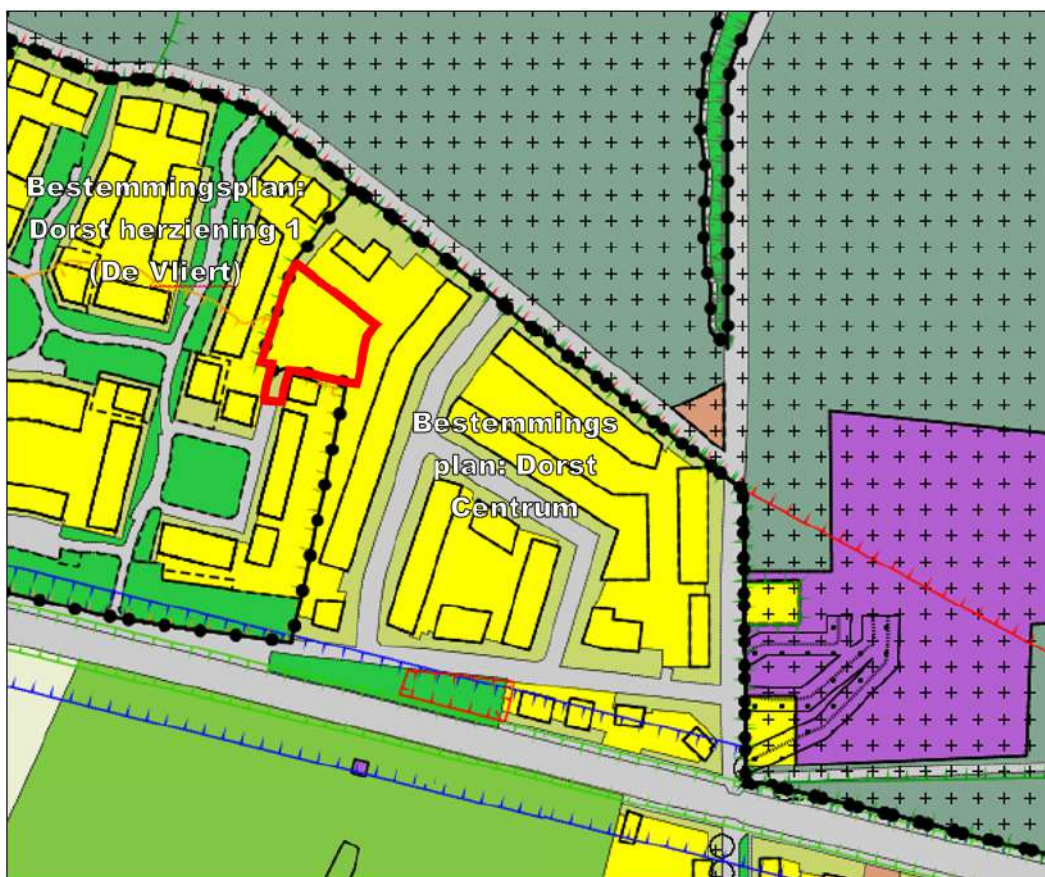 Bestemmingsplan:
Dorst herziening 1
(De Vliert)
Bestemmings
plan: Dorst
Centrum